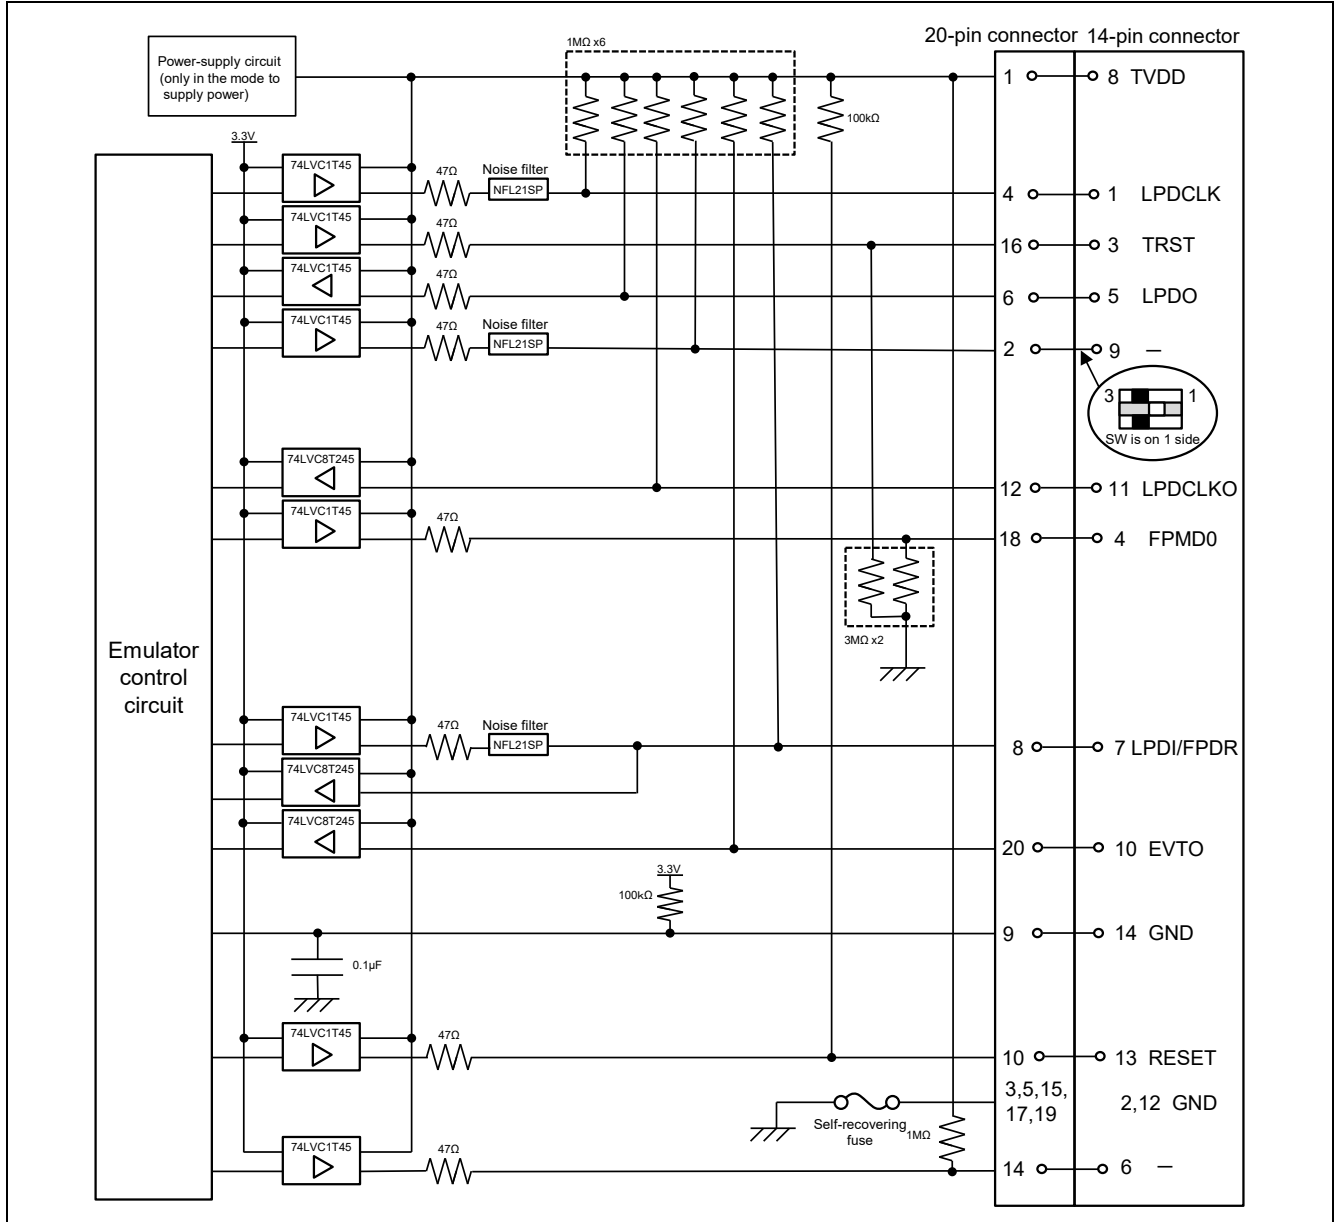 20-pin connector 14-pin connector
Power-supply circuit
(only in the mode to
supply power)
1MΩ x6
1 8 TVDD
100kΩ
3.3V
74LVC1T45
47Ω
Noise filter
NFL21SP
4 1 LPDCLK
74LVC1T45
47Ω
16 3 TRST
74LVC1T45
47Ω
6 5 LPDO
74LVC1T45
47Ω
Noise filter
NFL21SP
2 9 —
3 1
SW is on 1 side
74LVC8T245
12 11 LPDCLKO
74LVC1T45
47Ω
18 4 FPMD0
3MΩ x2
Emulator
control
circuit
74LVC1T45
47Ω
Noise filter
NFL21SP
8 7 LPDI/FPDR
74LVC8T245
74LVC8T245
20 10 EVTO
3.3V
100kΩ
9 14 GND
0.1μF
74LVC1T45
47Ω
10 13 RESET
3,5,15,
17,19
2,12 GND
Self-recovering
fuse
1MΩ
74LVC1T45
47Ω
14 6 —